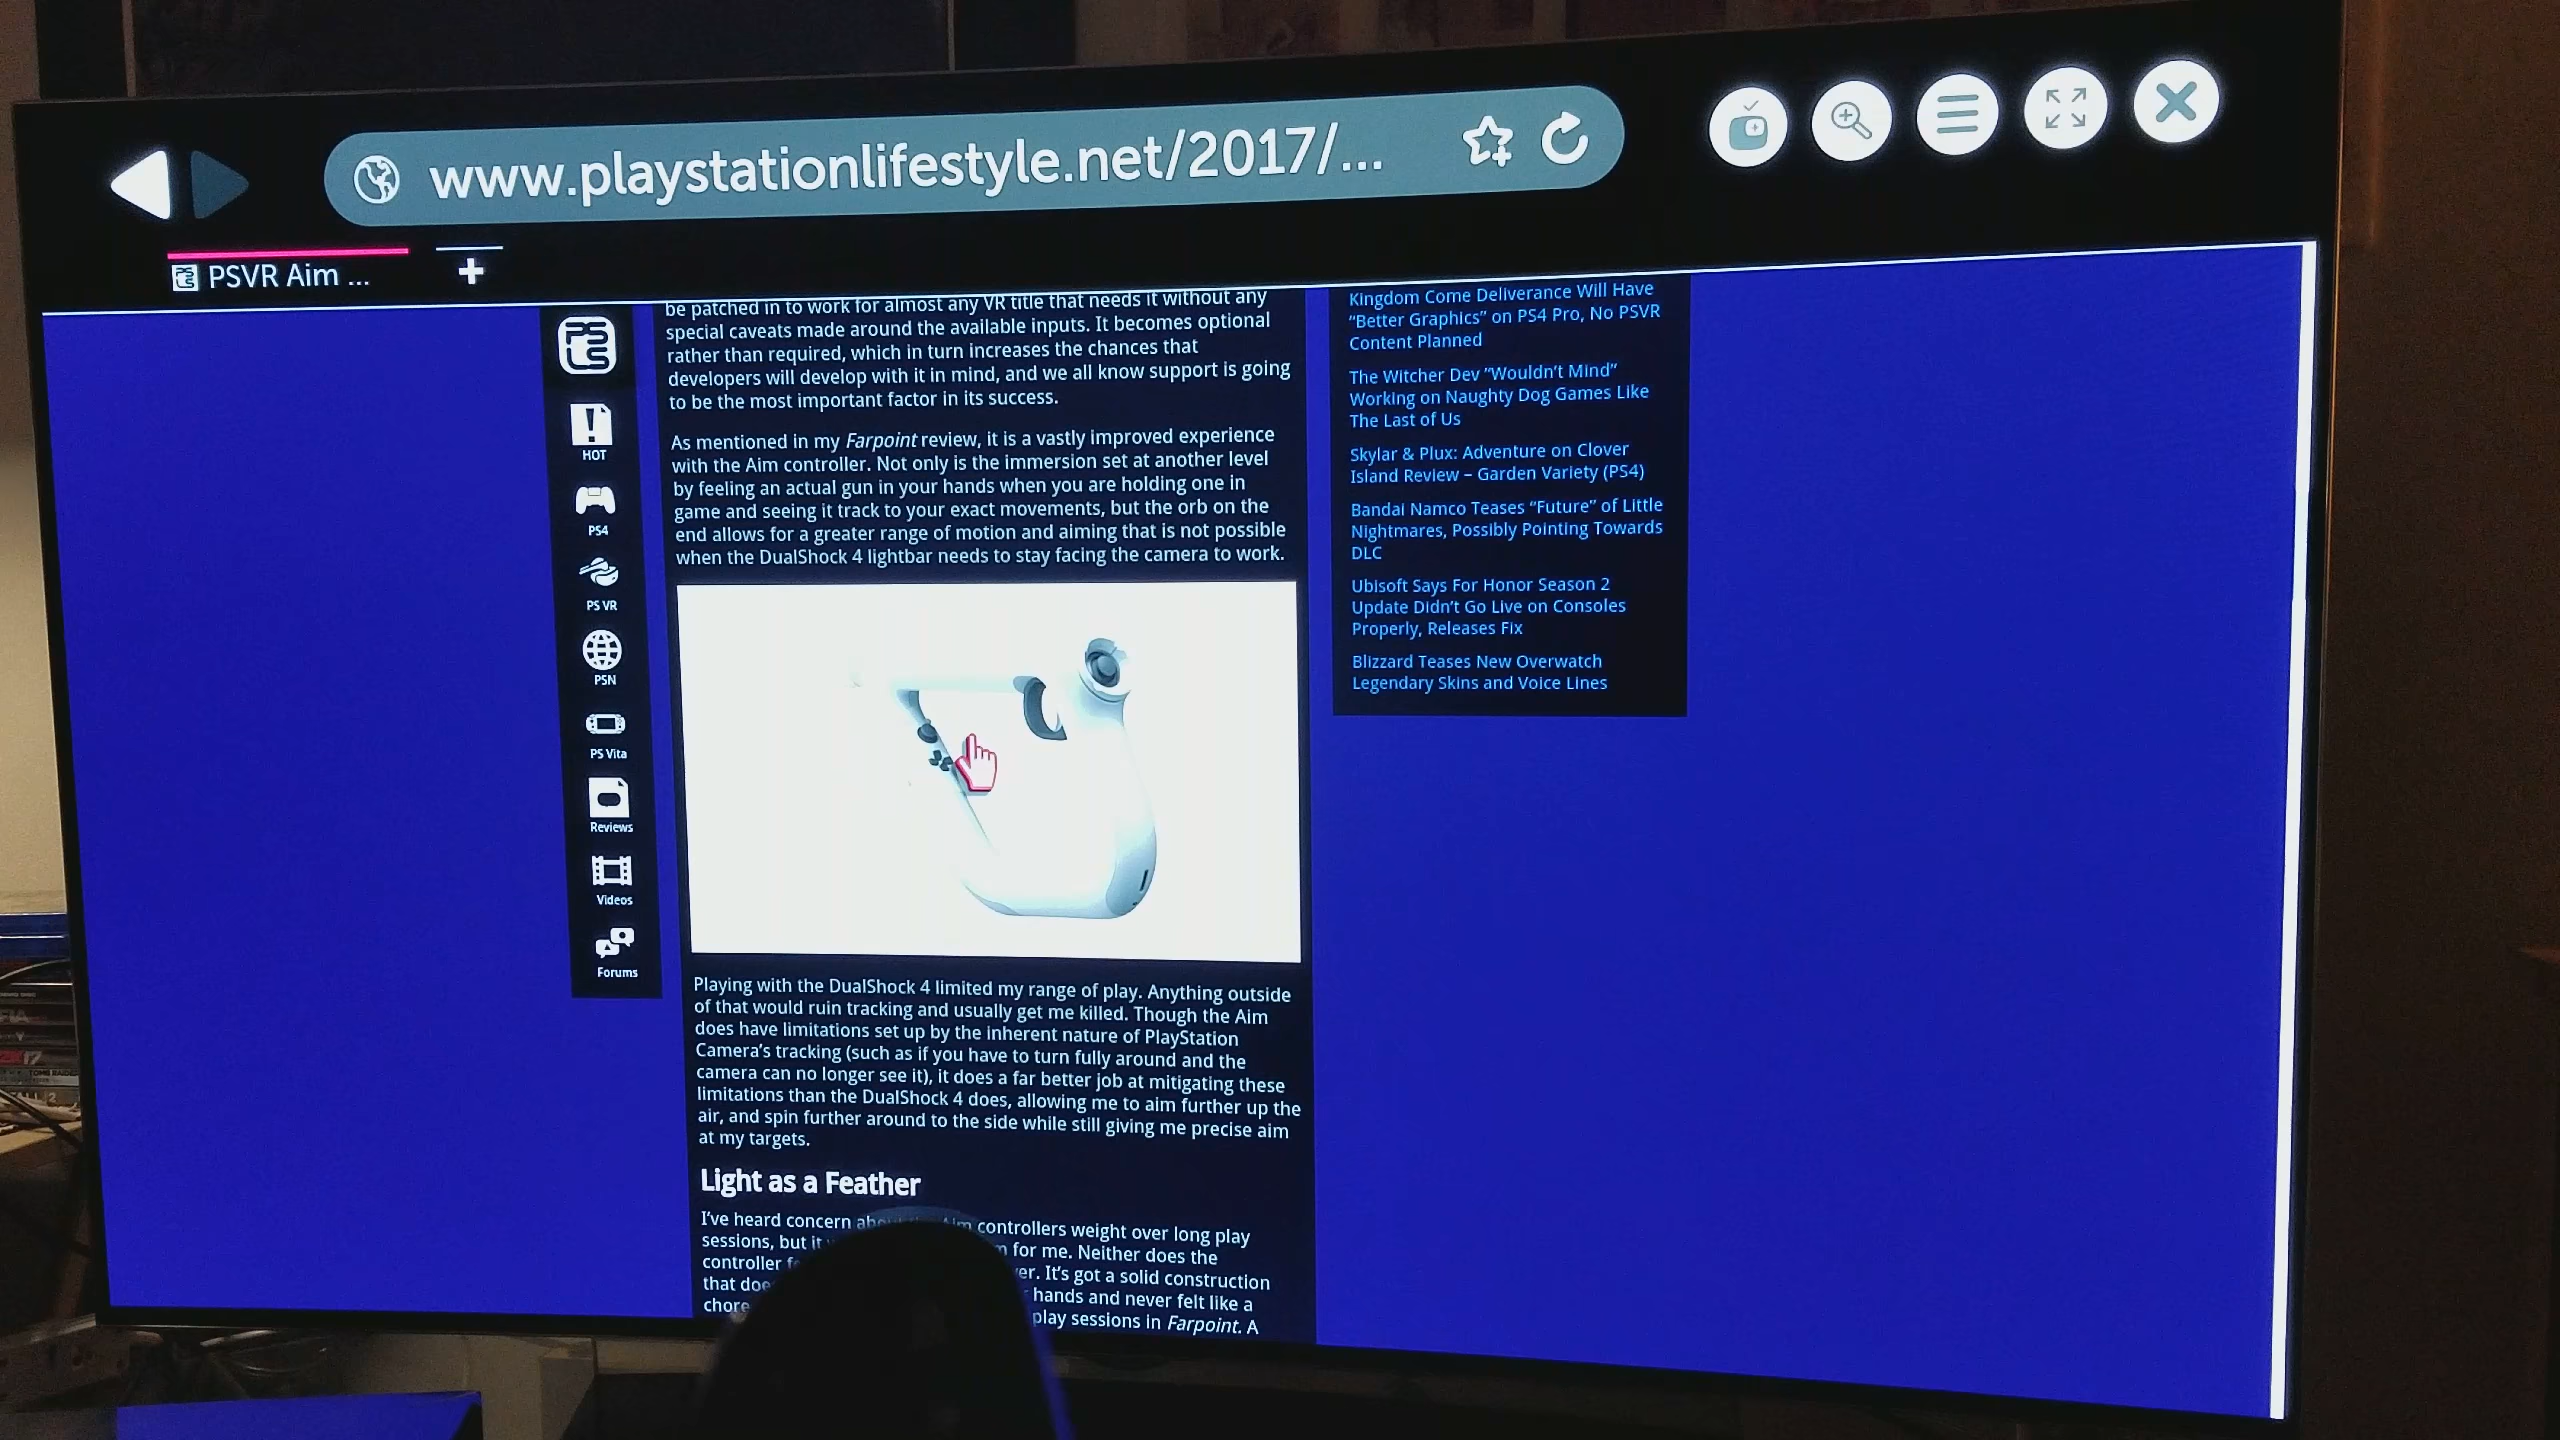 www.playstationlifestyle.net/2017/...
PSVR Aim ...
HOT
PS4
PS VR
PSN
PS Vita
Reviews
Videos
Forums
be patched in to work for almost any VR title that needs it without any
special caveats made around the available inputs. It becomes optional
rather than required, which in turn increases the chances that
developers will develop with it in mind, and we all know support is going
to be the most important factor in its success.
As mentioned in my Farpoint review, it is a vastly improved experience
with the Aim controller. Not only is the immersion set at another level
by feeling an actual gun in your hands when you are holding one in
game and seeing it track to your exact movements, but the orb on the
end allows for a greater range of motion and aiming that is not possible
when the DualShock 4 lightbar needs to stay facing the camera to work.
Playing with the DualShock 4 limited my range of play. Anything outside
of that would ruin tracking and usually get me killed. Though the Aim
does have limitations set up by the inherent nature of PlayStation
Camera's tracking (such as if you have to turn fully around and the
camera can no longer see it), it does a far better job at mitigating these
limitations than the DualShock 4 does, allowing me to aim further up the
air, and spin further around to the side while still giving me precise aim
at my targets.
Light as a Feather
I've heard concern Aim controllers weight over long play
sessions, but it for me. Neither does the
controller It's got a solid construction
that hands and never felt like a
chore play sessions in Farpoint. A
Kingdom Come Deliverance Will Have
"Better Graphics" on PS4 Pro, No PSVR
Content Planned
The Witcher Dev "Wouldn't Mind"
Working on Naughty Dog Games Like
The Last of Us
Skylar & Plux: Adventure on Clover
Island Review – Garden Variety (PS4)
Bandai Namco Teases "Future" of Little
Nightmares, Possibly Pointing Towards
DLC
Ubisoft Says For Honor Season 2
Update Didn't Go Live on Consoles
Properly, Releases Fix
Blizzard Teases New Overwatch
Legendary Skins and Voice Lines